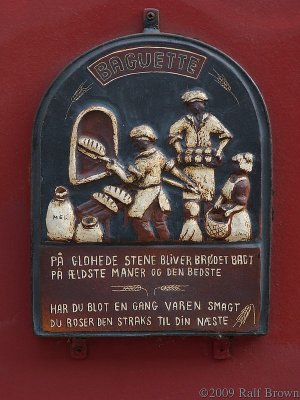 BAGUETTE
MEL
PÅ GLOHEDE STENE BLIVER BRØDET BAGT
PÅ ÆLDSTE MANER OG DEN BEDSTE
HAR DU BLOT EN GANG VAREN SMAGT
DU ROSER DEN STRAKS TIL DIN NÆSTE
©2009 Ralf Brown